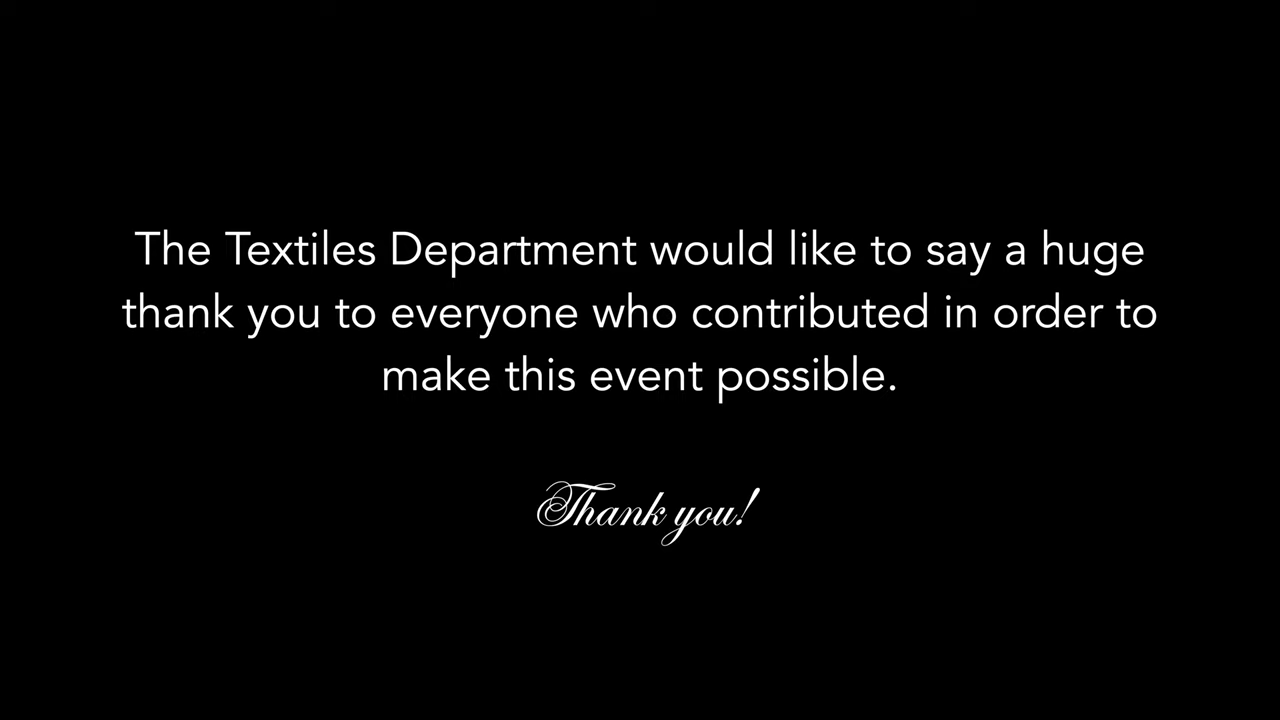 The Textiles Department would like to say a huge
thank you to everyone who contributed in order to
make this event possible.
Thank you!